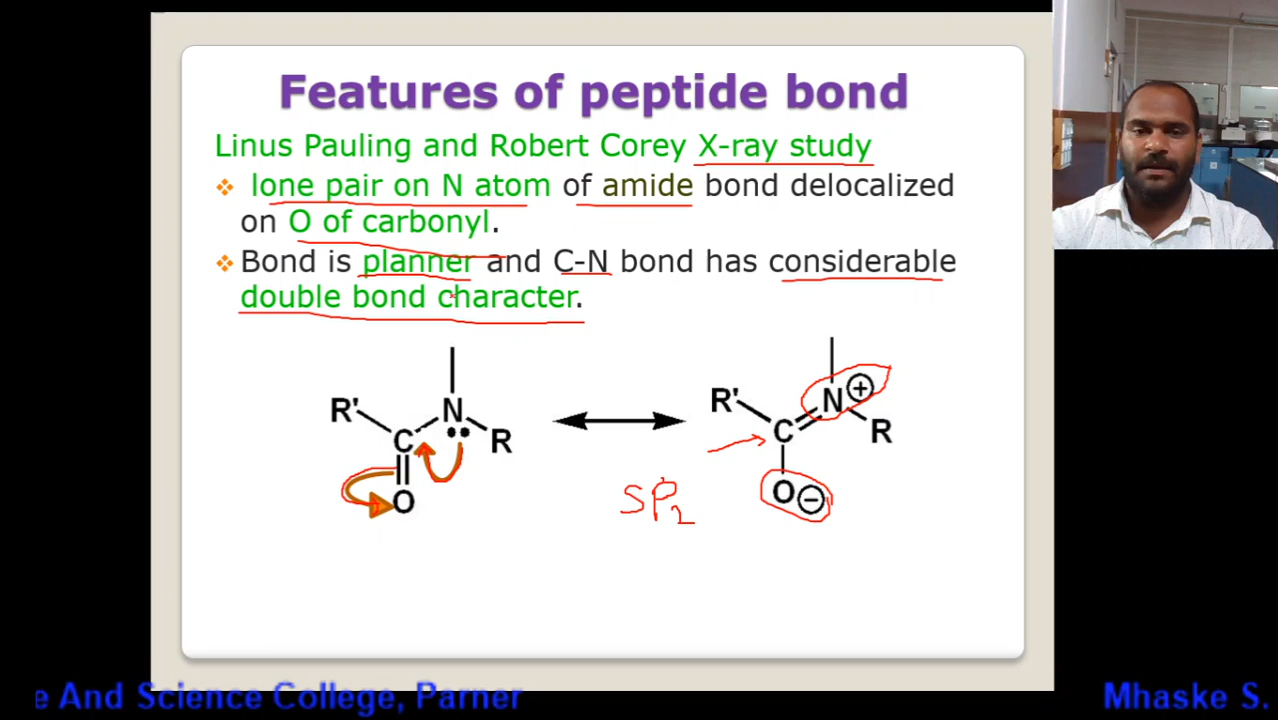 Features of peptide bond
Linus Pauling and Robert Corey X-ray study
lone pair on N atom of amide bond delocalized
on O of carbonyl.
Bond is planner and C-N bond has considerable
double bond character.
R' N R C O
R' N + R C O −
SP2
e And Science College, Parner
Mhaske S.